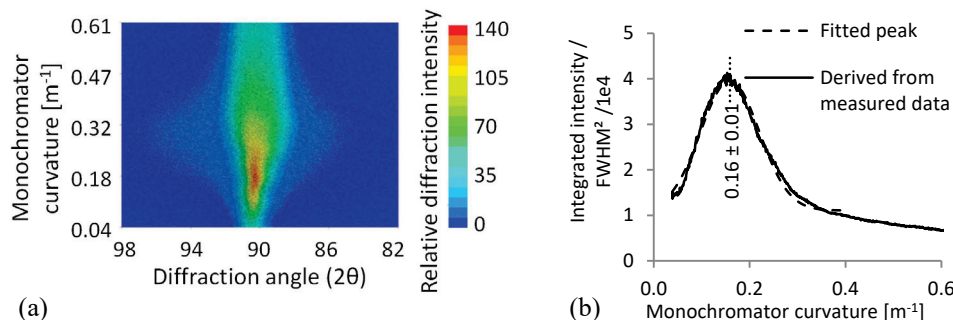 Monochromator
curvature [m⁻¹]
0.61
0.47
0.32
0.18
0.04
98 94 90 86 82
Diffraction angle (2θ)
Relative diffraction intensity
140
105
70
35
0
(a)
Integrated intensity /
FWHM² /1e4
5
4
3
2
1
0
0.16 ± 0.01
Fitted peak
Derived from
measured data
0.0 0.2 0.4 0.6
Monochromator curvature [m⁻¹]
(b)